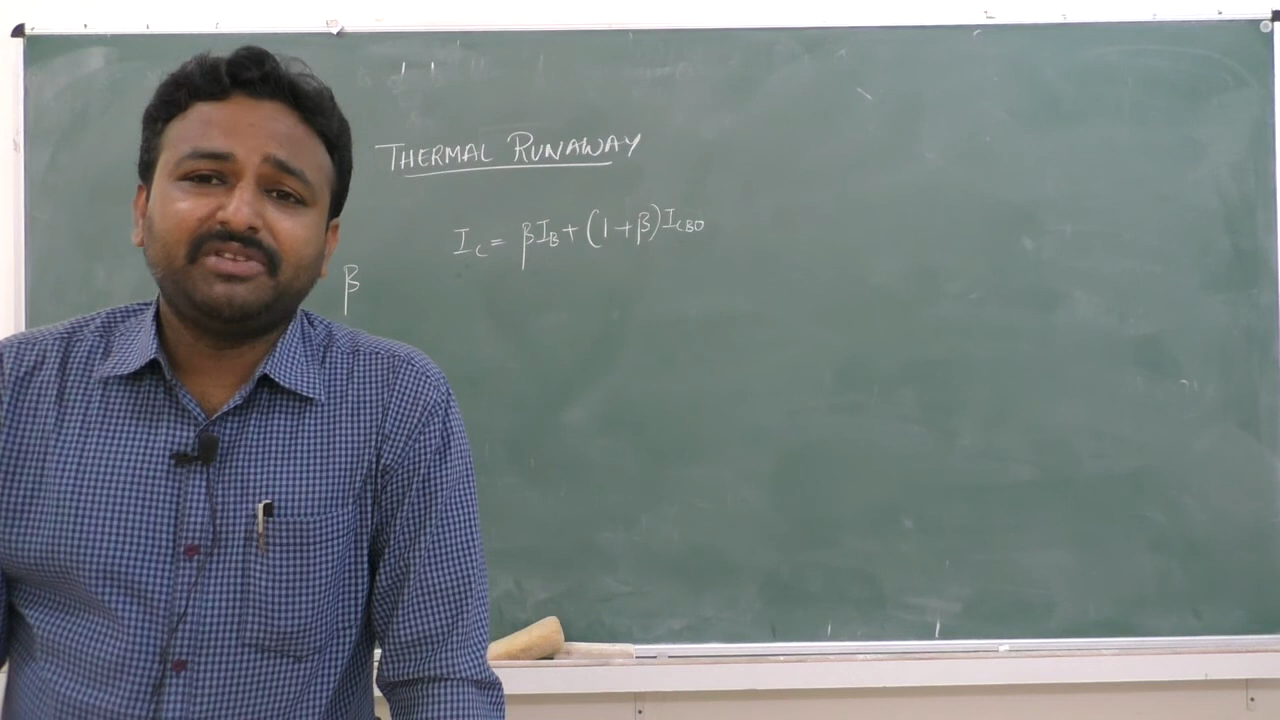 THERMAL RUNAWAY
I_C = βI_B + (1+β)I_CBO
β